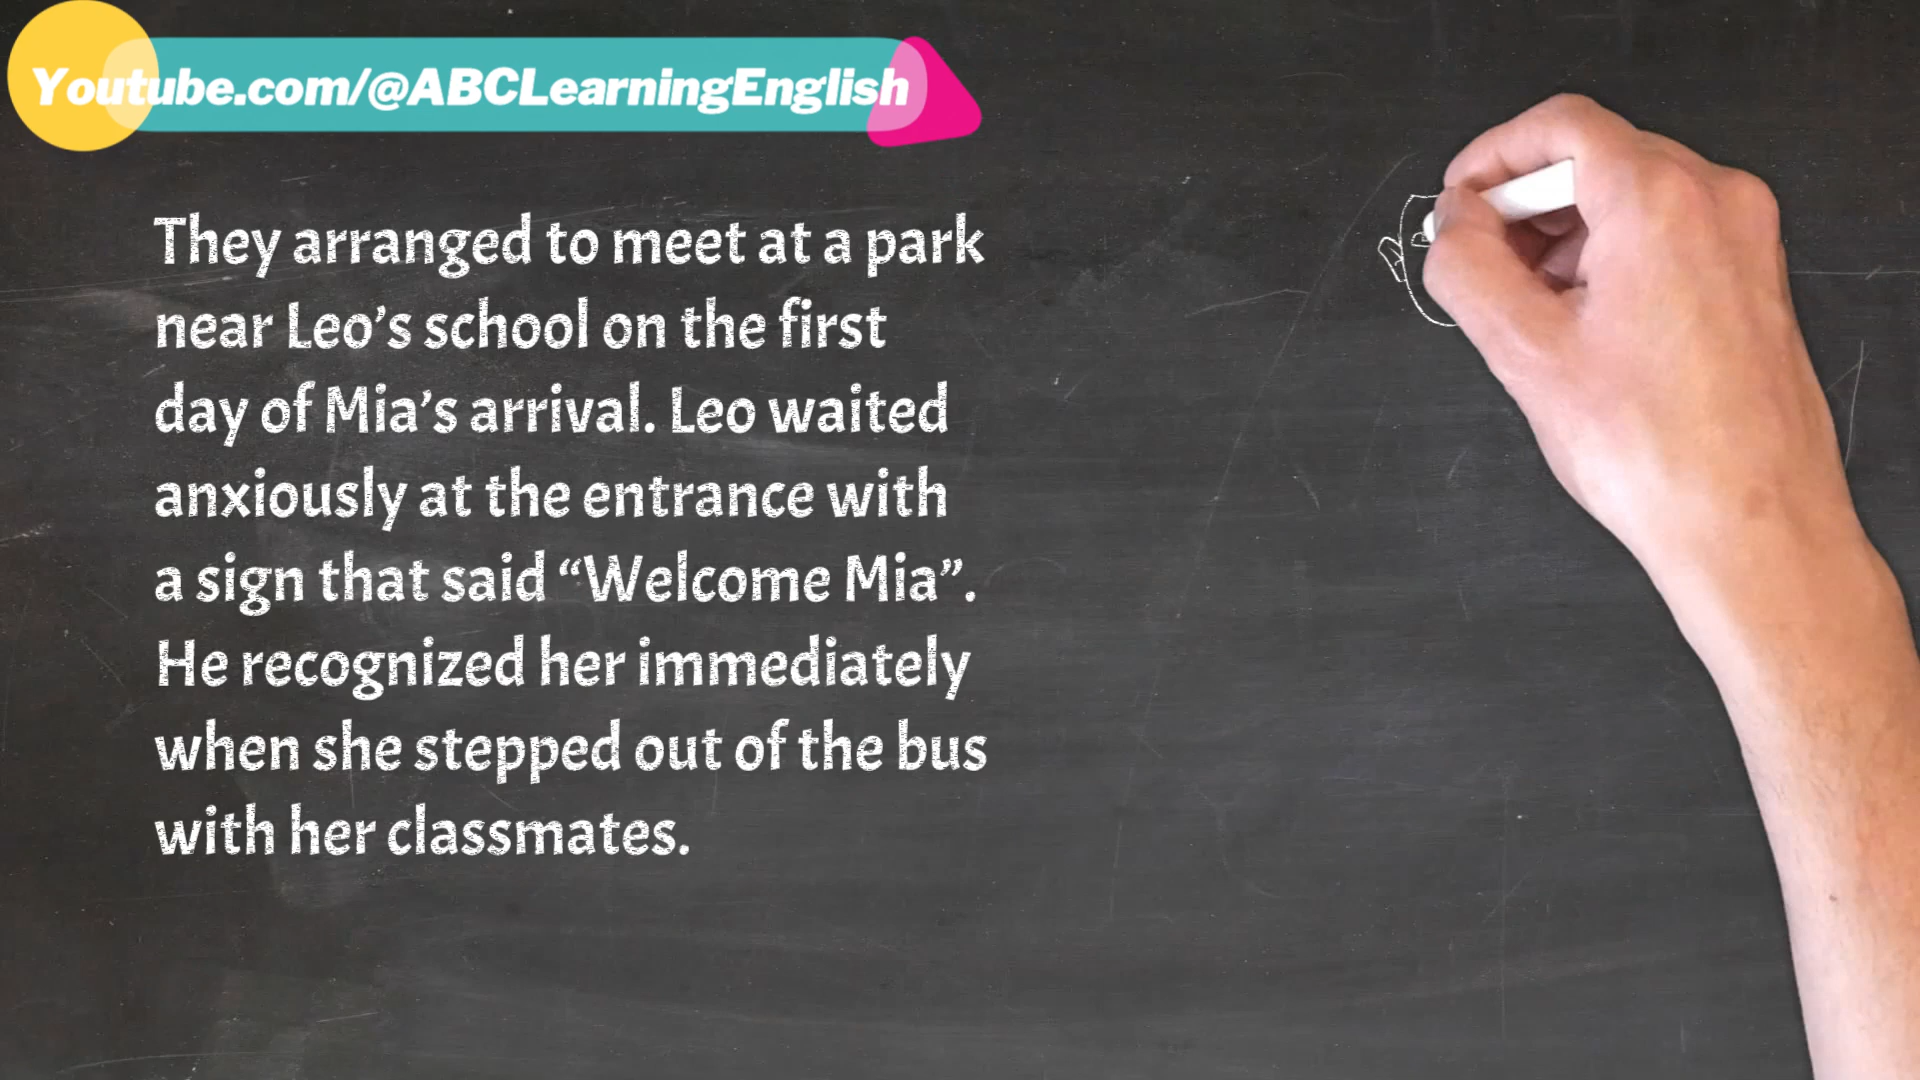 Youtube.com/@ABCLearningEnglish
They arranged to meet at a park
near Leo’s school on the first
day of Mia’s arrival. Leo waited
anxiously at the entrance with
a sign that said “Welcome Mia”.
He recognized her immediately
when she stepped out of the bus
with her classmates.